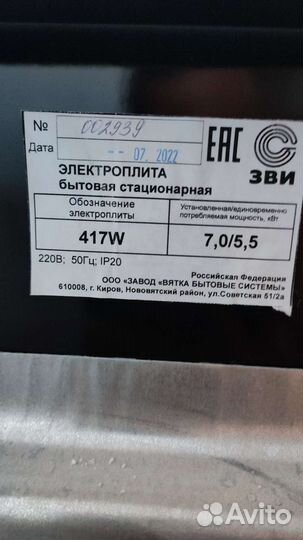 № 002939
Дата -- 07. 2022
EAC
ЗВИ
ЭЛЕКТРОПЛИТА
бытовая стационарная
Обозначение электроплиты
Установленная/единовременно потребляемая мощность, кВт
417W
7,0/5,5
220В; 50Гц; IP20
Российская Федерация
ООО «ЗАВОД «ВЯТКА БЫТОВЫЕ СИСТЕМЫ»
610008, г. Киров, Нововятский район, ул.Советская 51/2а
Avito